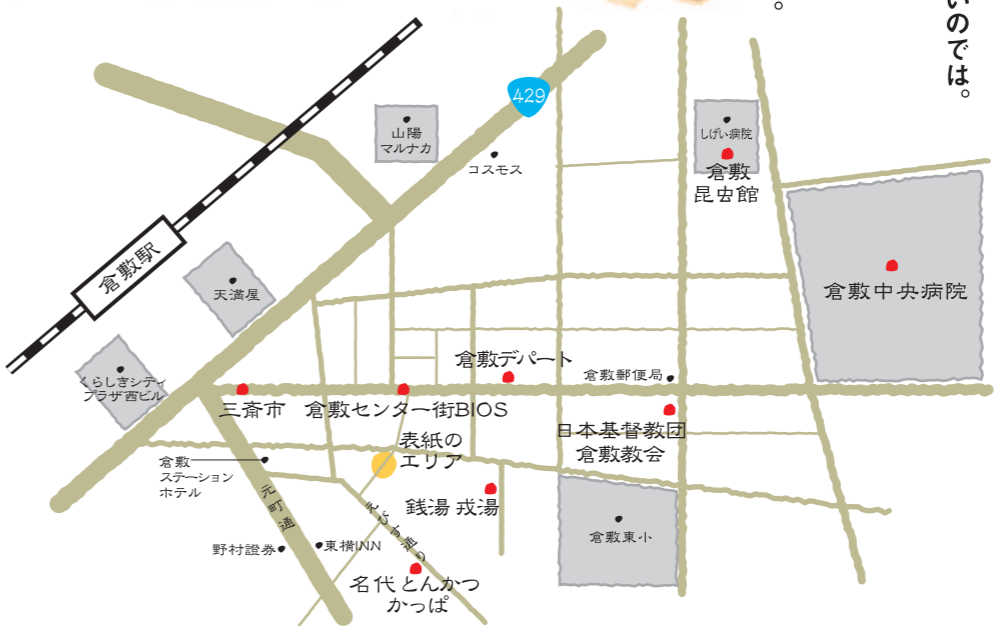 いのでは。
。
429
山陽
マルナカ
コスモス
しげい病院
倉敷
昆虫館
倉敷駅
天満屋
倉敷中央病院
くらしきシティ
プラザ西ビル
倉敷デパート
倉敷郵便局
三斎市
倉敷センター街BIOS
日本基督教団
倉敷教会
表紙の
エリア
倉敷
ステーション
ホテル
元町通
銭湯 戎湯
えびす通り
倉敷東小
野村證券
東横INN
名代 とんかつ
かっぱ